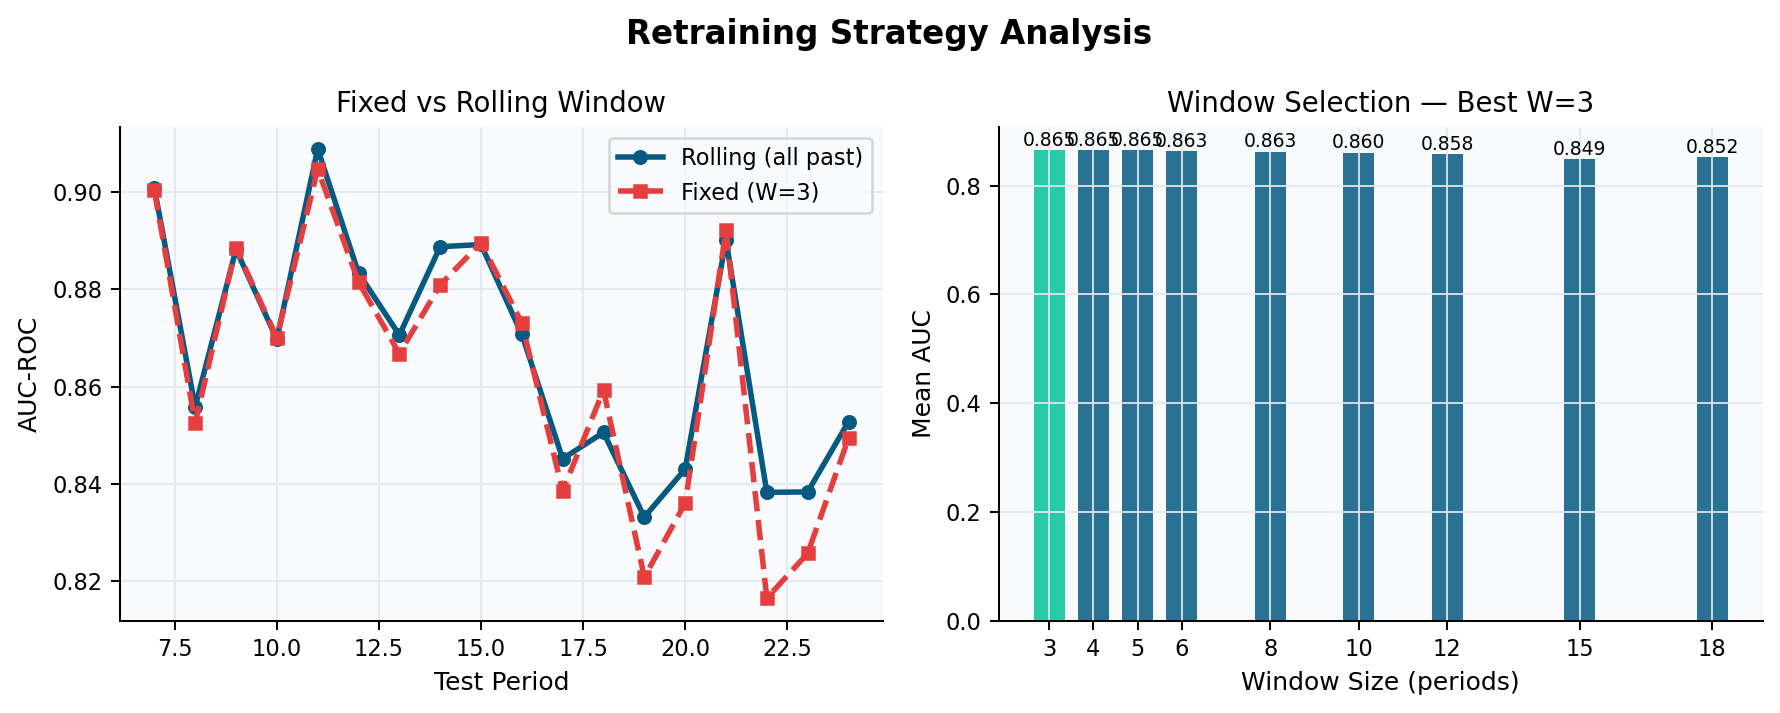 Retraining Strategy Analysis
Fixed vs Rolling Window
Rolling (all past)
Fixed (W=3)
AUC-ROC
0.90
0.88
0.86
0.84
0.82
7.5 10.0 12.5 15.0 17.5 20.0 22.5
Test Period
Window Selection — Best W=3
0.865 0.865 0.865 0.863 0.863 0.860 0.858 0.849 0.852
Mean AUC
0.8
0.6
0.4
0.2
0.0
3 4 5 6 8 10 12 15 18
Window Size (periods)